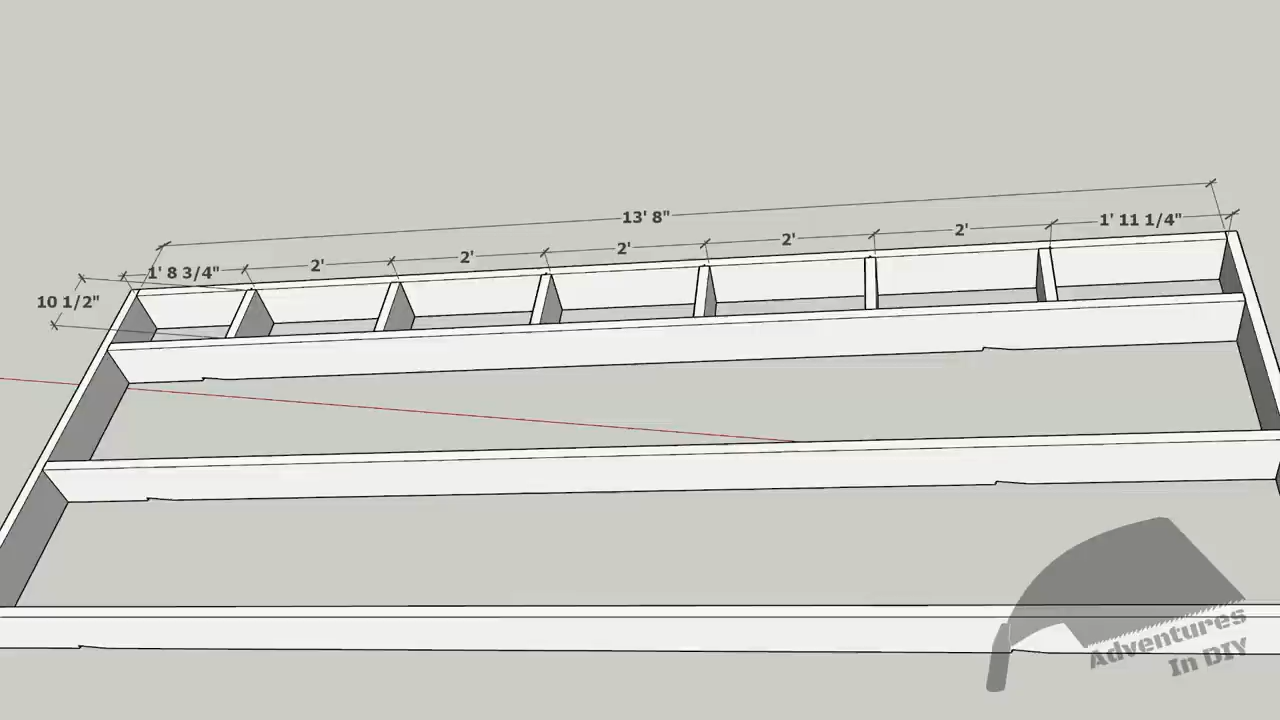 13' 8"
1' 8 3/4"
2'
2'
2'
2'
2'
1' 11 1/4"
10 1/2"
Adventures
In DIY